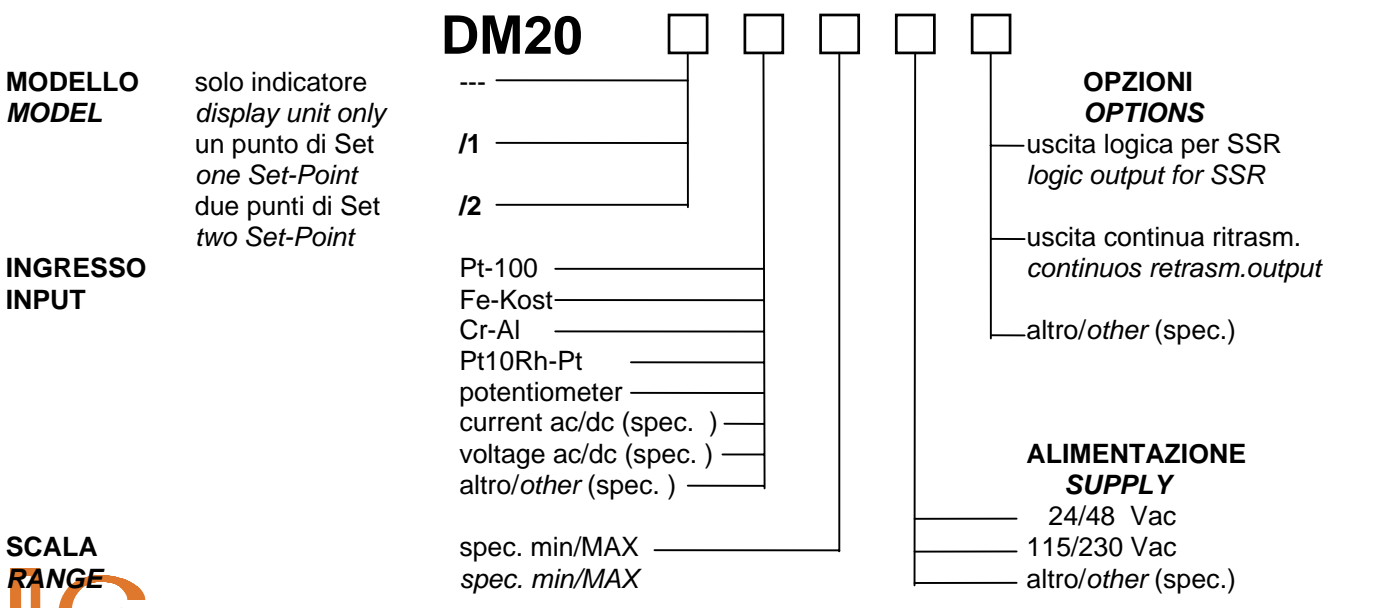 DM20
MODELLO solo indicatore ---
MODEL display unit only
un punto di Set /1
one Set-Point
due punti di Set /2
two Set-Point
OPZIONI
OPTIONS
uscita logica per SSR
logic output for SSR
uscita continua ritrasm.
continuos retrasm.output
altro/other (spec.)
INGRESSO
INPUT
Pt-100
Fe-Kost
Cr-Al
Pt10Rh-Pt
potentiometer
current ac/dc (spec. )
voltage ac/dc (spec. )
altro/other (spec. )
ALIMENTAZIONE
SUPPLY
24/48 Vac
115/230 Vac
altro/other (spec.)
SCALA spec. min/MAX
RANGE spec. min/MAX